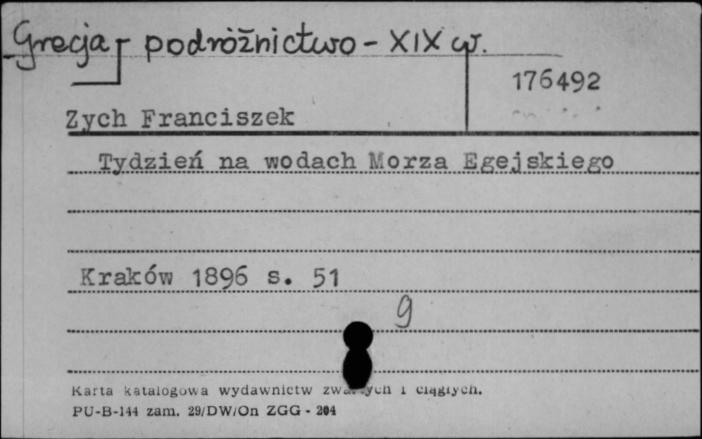 Grecja - podróżnictwo - XIX w.
176492
Zych Franciszek
Tydzień na wodach Morza Egejskiego
Kraków 1896 s. 51
g
Karta katalogowa wydawnictw zwartych i ciągłych.
PU-B-144 zam. 29/DW/On ZGG - 204